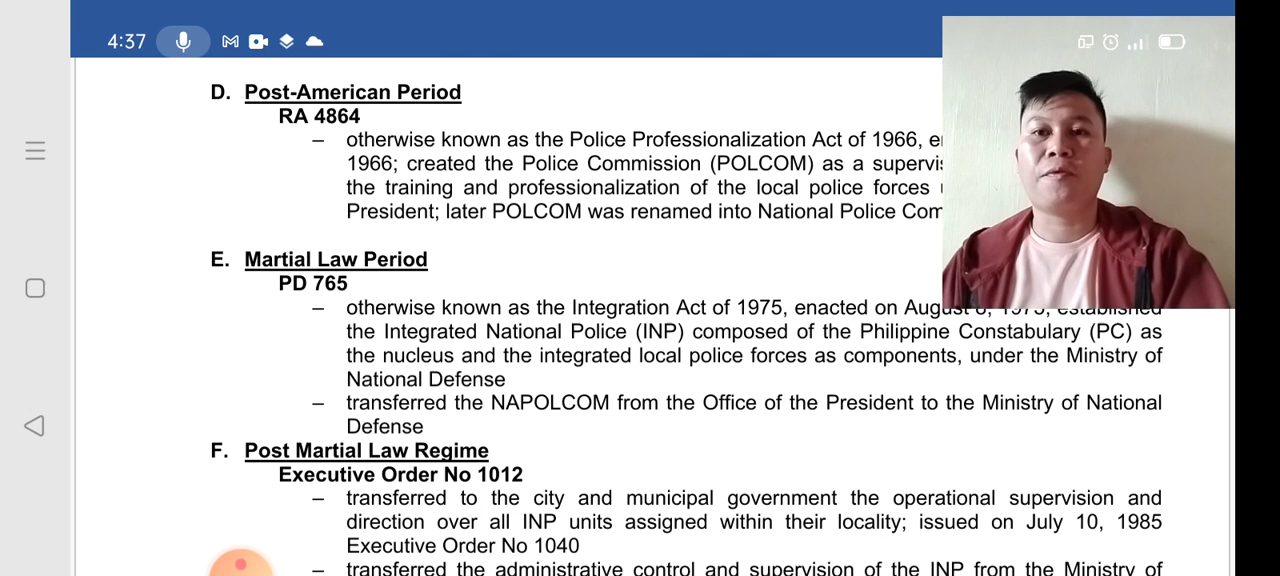 4:37
D. Post-American Period
RA 4864
– otherwise known as the Police Professionalization Act of 1966,
1966; created the Police Commission (POLCOM) as a
the training and professionalization of the local police forces
President; later POLCOM was renamed into National Police
E. Martial Law Period
PD 765
– otherwise known as the Integration Act of 1975, enacted on August 8, 1975, established
the Integrated National Police (INP) composed of the Philippine Constabulary (PC) as
the nucleus and the integrated local police forces as components, under the Ministry of
National Defense
– transferred the NAPOLCOM from the Office of the President to the Ministry of National
Defense
F. Post Martial Law Regime
Executive Order No 1012
– transferred to the city and municipal government the operational supervision and
direction over all INP units assigned within their locality; issued on July 10, 1985
Executive Order No 1040
– transferred the administrative control and supervision of the INP from the Ministry of